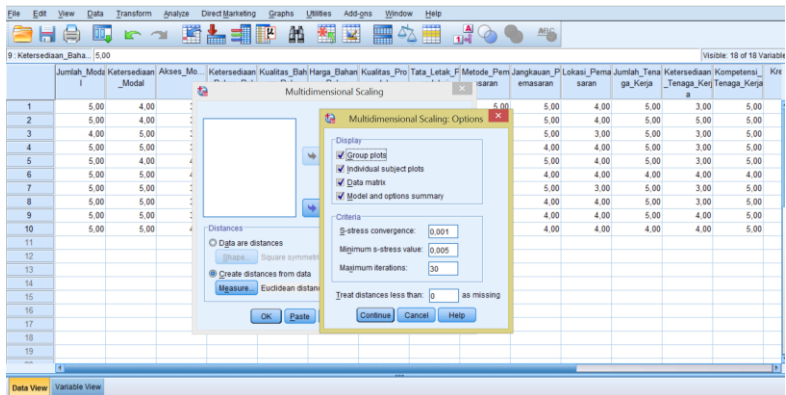 File Edit View Data Transform Analyze Direct Marketing Graphs Utilities Add-ons Window Help
9 : Ketersediaan_Baha... 5,00
Visible: 18 of 18 Variable
Jumlah_Moda Ketersediaan Akses_Mo... Ketersediaan Kualitas_Bah Harga_Bahan Kualitas_Pro Tata_Letak_P Metode_Pem Jangkauan_P Lokasi_Pema Jumlah_Tena Ketersediaan Kompetensi_ Kre
l _Modal saran emasaran saran ga_Kerja _Tenaga_Kerj Tenaga_Kerja
a
Multidimensional Scaling
1 5,00 4,00 5,00 5,00 4,00 5,00 3,00 5,00
Multidimensional Scaling: Options
2 5,00 4,00 5,00 4,00 5,00 3,00 5,00
3 4,00 5,00 5,00 3,00 5,00 3,00 5,00
Display
4 5,00 5,00 4,00 4,00 5,00 3,00 5,00
Group plots
5 5,00 4,00 4,00 4,00 5,00 3,00 5,00
Individual subject plots
6 5,00 5,00 4,00 4,00 4,00 4,00 4,00
Data matrix
7 5,00 5,00 5,00 3,00 5,00 3,00 5,00
Model and options summary
8 5,00 5,00 4,00 4,00 5,00 3,00 5,00
9 5,00 5,00 4,00 4,00 5,00 4,00 5,00
Criteria
10 5,00 5,00 4,00 4,00 4,00 4,00 5,00
Distances
S-stress convergence: 0,001
11
Data are distances
Minimum s-stress value: 0,005
12
Shape... Square symmetri
13
Maximum iterations: 30
Create distances from data
14
Measure... Euclidean distan
Treat distances less than: 0 as missing
15
OK Paste
Continue Cancel Help
16
17
18
19
Data View Variable View